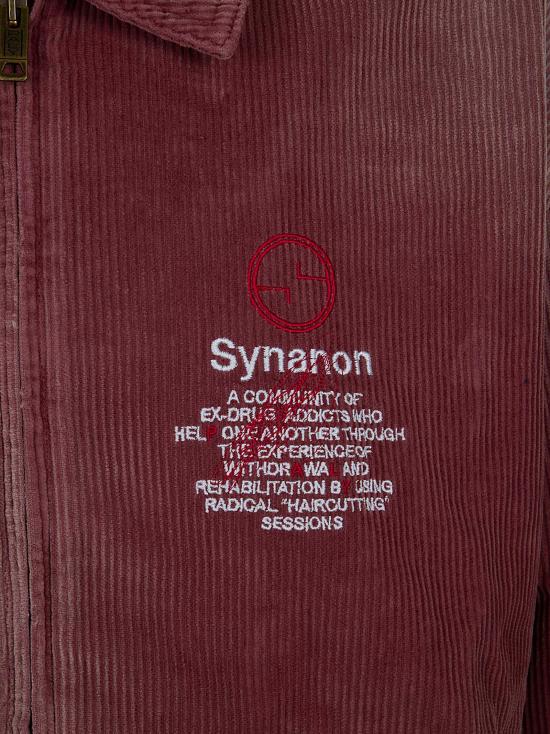 Synanon
A COMMUNITY OF
EX-DRUG ADDICTS WHO
HELP ONE ANOTHER THROUGH
THE EXPERIENCE OF
WITHDRAWAL AND
REHABILITATION BY USING
RADICAL "HAIRCUTTING"
SESSIONS